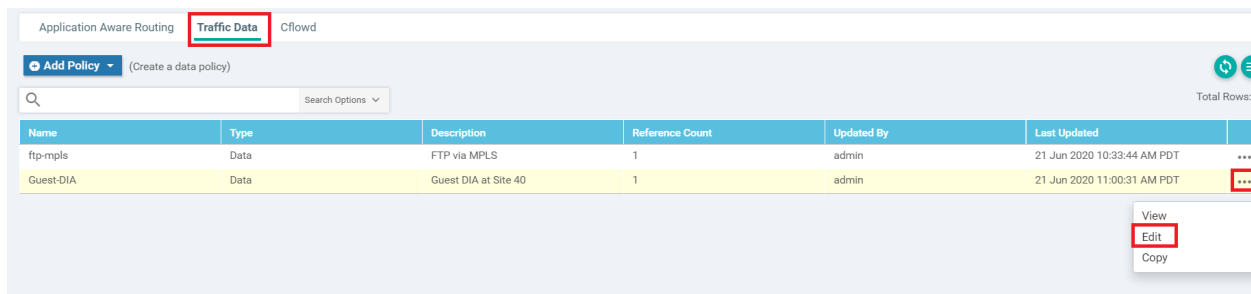 Application Aware Routing Traffic Data Cflowd
Add Policy (Create a data policy)
Search Options Total Rows:
Name Type Description Reference Count Updated By Last Updated
ftp-mpls Data FTP via MPLS 1 admin 21 Jun 2020 10:33:44 AM PDT •••
Guest-DIA Data Guest DIA at Site 40 1 admin 21 Jun 2020 11:00:31 AM PDT •••
View
Edit
Copy